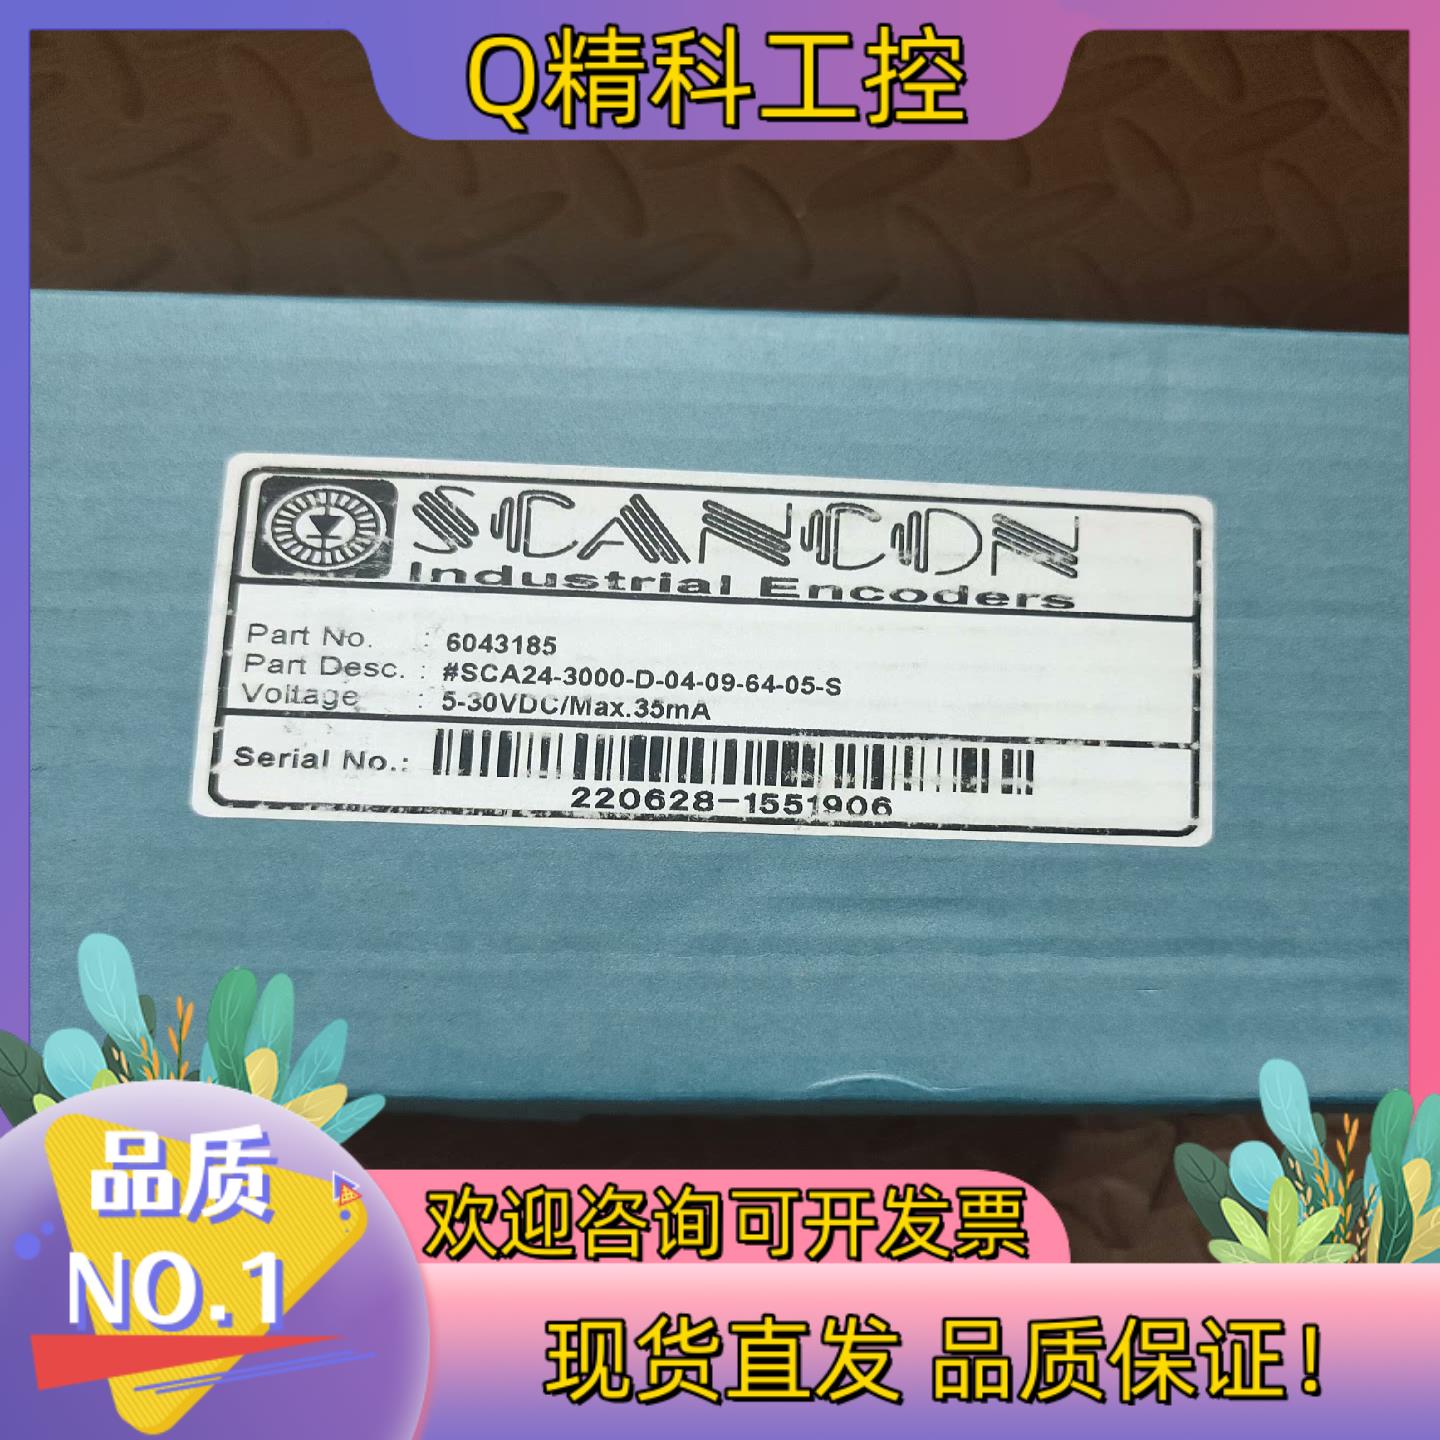 Q精科工控
SCANCON
Industrial Encoders
Part No. : 6043185
Part Desc. : #SCA24-3000-D-04-09-64-05-S
Voltage : 5-30VDC/Max.35mA
Serial No.:
220628-1551906
品质
NO.1
欢迎咨询可开发票
现货直发 品质保证!